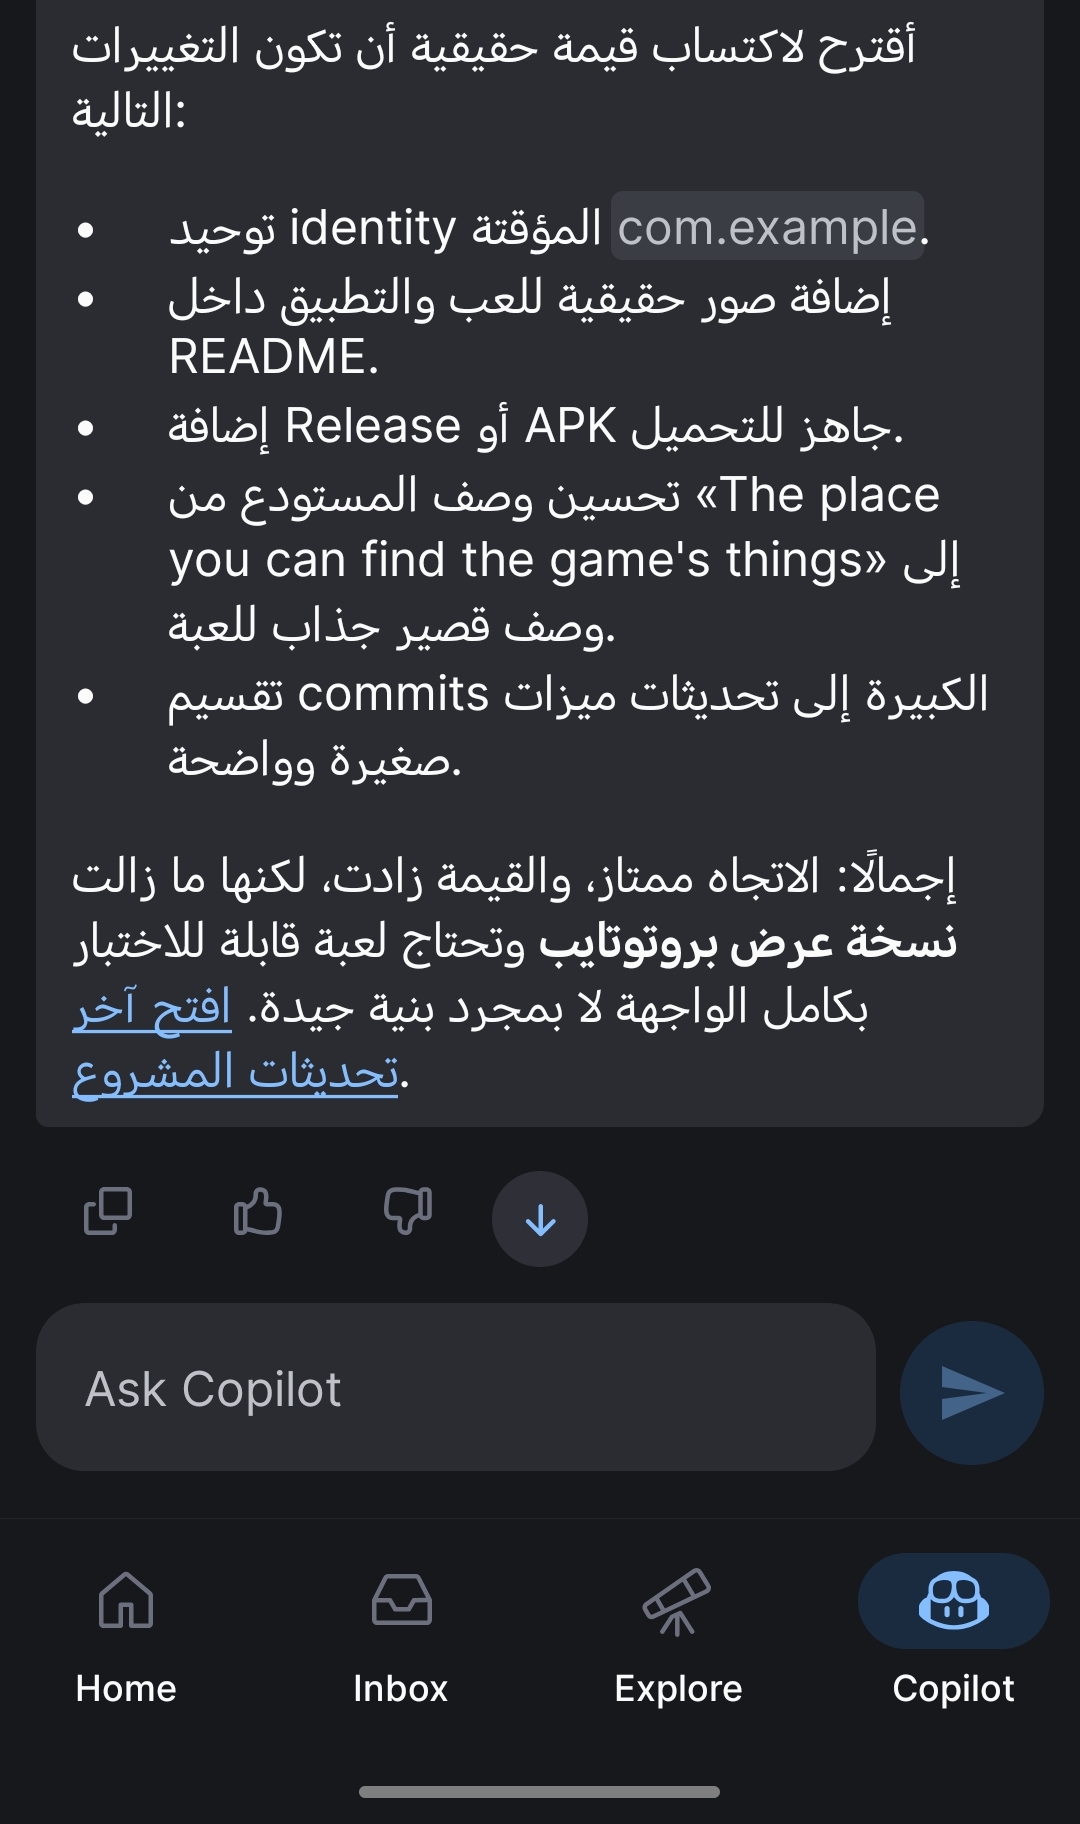 أقترح لاكتساب قيمة حقيقية أن تكون التغييرات
التالية:
توحيد identity المؤقتة com.example.
إضافة صور حقيقية للعب والتطبيق داخل
README.
إضافة Release أو APK جاهز للتحميل.
تحسين وصف المستودع من «The place
you can find the game's things» إلى
وصف قصير جذاب للعبة.
تقسيم commits الكبيرة إلى تحديثات ميزات
صغيرة وواضحة.
إجمالًا: الاتجاه ممتاز، والقيمة زادت، لكنها ما زالت
نسخة عرض بروتوتايب وتحتاج لعبة قابلة للاختبار
بكامل الواجهة لا بمجرد بنية جيدة. افتح آخر
تحديثات المشروع.
Ask Copilot
Home
Inbox
Explore
Copilot